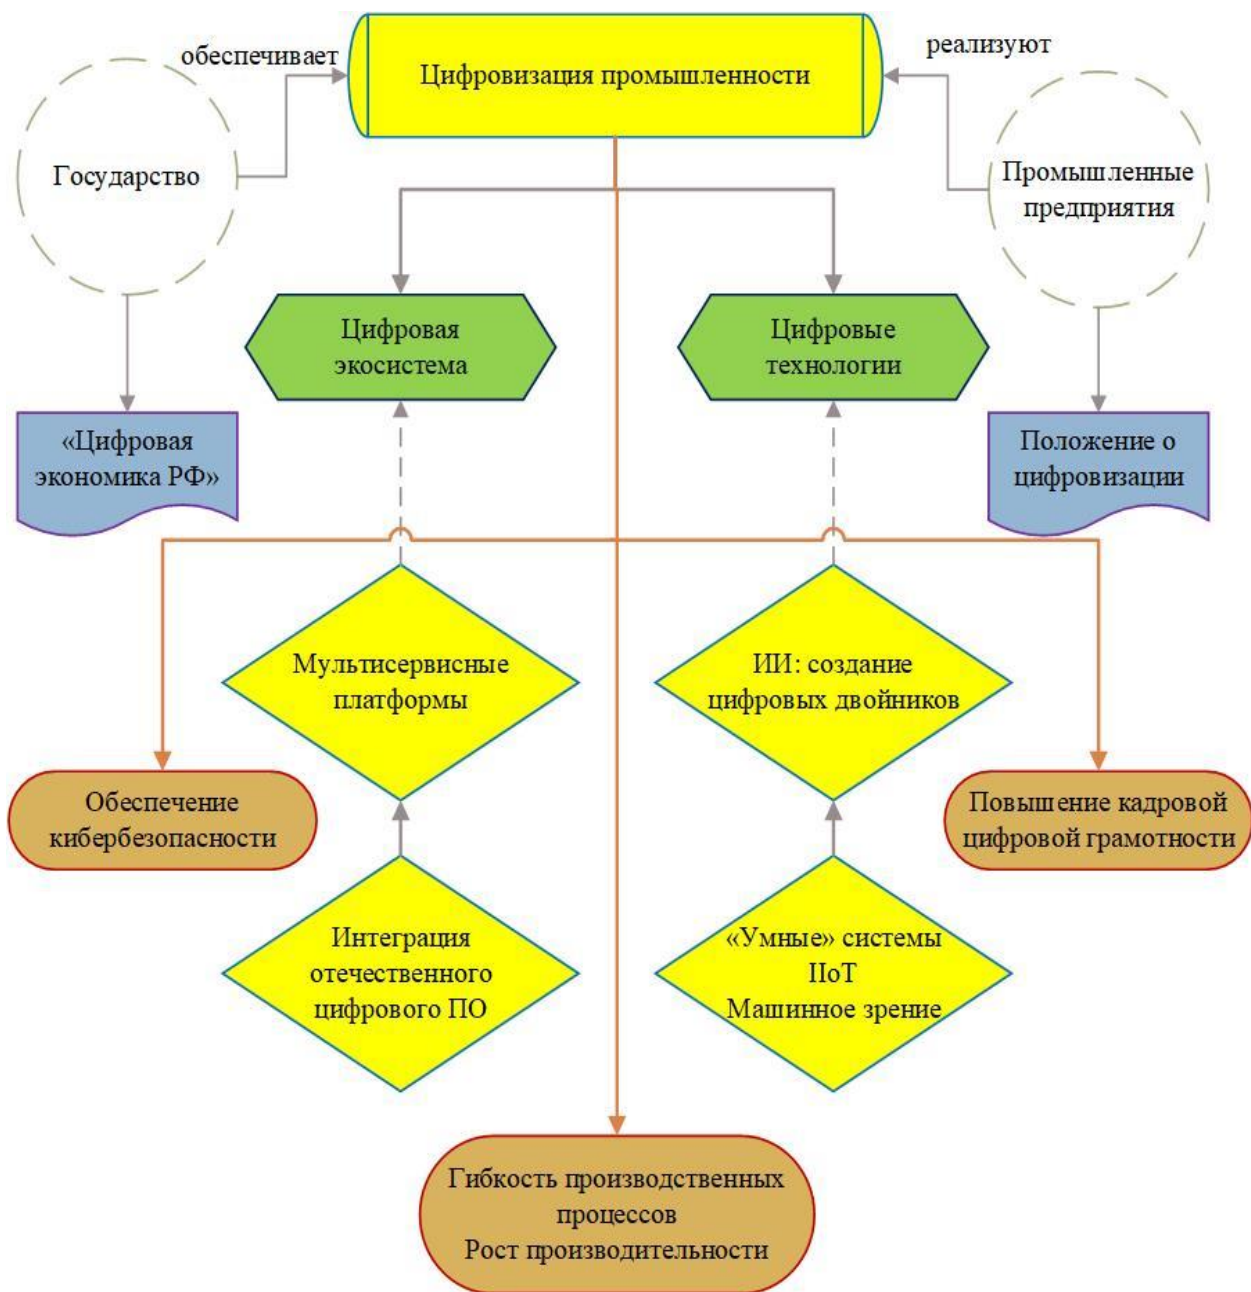 обеспечивает
реализуют
Цифровизация промышленности
Государство
Промышленные
предприятия
Цифровая
экосистема
Цифровые
технологии
«Цифровая
экономика РФ»
Положение о
цифровизации
Мультисервисные
платформы
ИИ: создание
цифровых двойников
Обеспечение
кибербезопасности
Повышение кадровой
цифровой грамотности
Интеграция
отечественного
цифрового ПО
«Умные» системы
IIoT
Машинное зрение
Гибкость производственных
процессов
Рост производительности